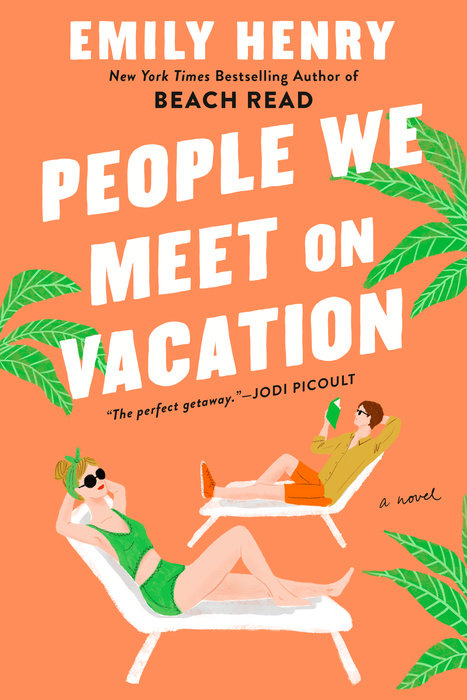 EMILY HENRY
New York Times Bestselling Author of
BEACH READ
PEOPLE WE
MEET ON
VACATION
“The perfect getaway.”—JODI PICOULT
a novel